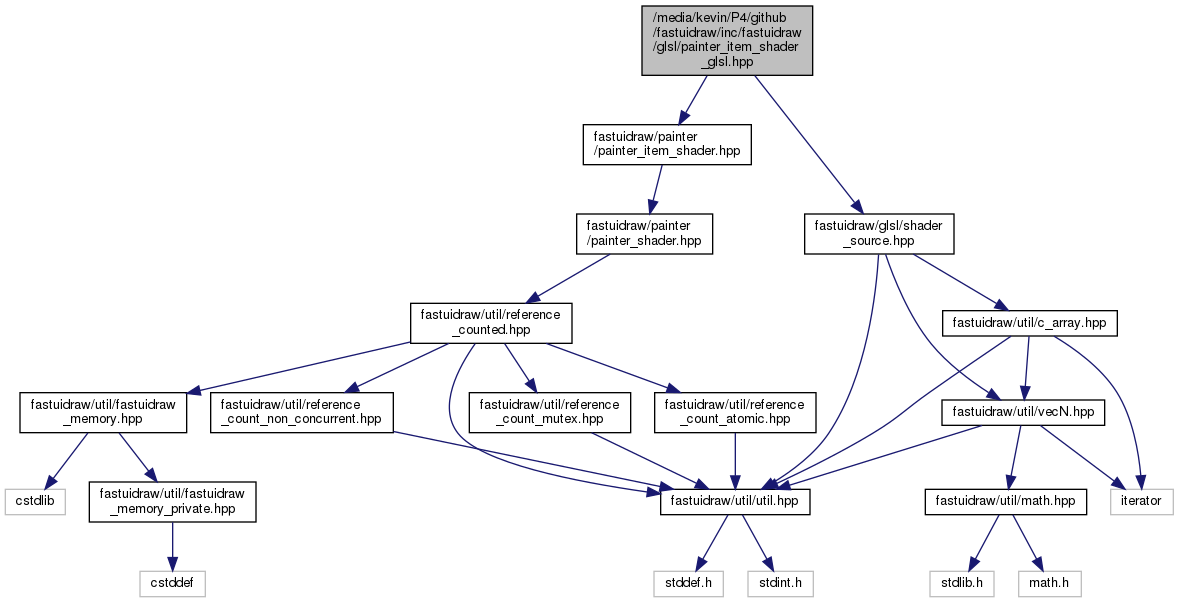 /media/kevin/P4/github
/fastuidraw/inc/fastuidraw
/glsl/painter_item_shader
_glsl.hpp
fastuidraw/painter
/painter_item_shader.hpp
fastuidraw/painter
/painter_shader.hpp
fastuidraw/glsl/shader
_source.hpp
fastuidraw/util/reference
_counted.hpp
fastuidraw/util/c_array.hpp
fastuidraw/util/fastuidraw
_memory.hpp
fastuidraw/util/reference
_count_non_concurrent.hpp
fastuidraw/util/reference
_count_mutex.hpp
fastuidraw/util/reference
_count_atomic.hpp
fastuidraw/util/vecN.hpp
cstdlib
fastuidraw/util/fastuidraw
_memory_private.hpp
fastuidraw/util/util.hpp
fastuidraw/util/math.hpp
iterator
cstddef
stddef.h
stdint.h
stdlib.h
math.h